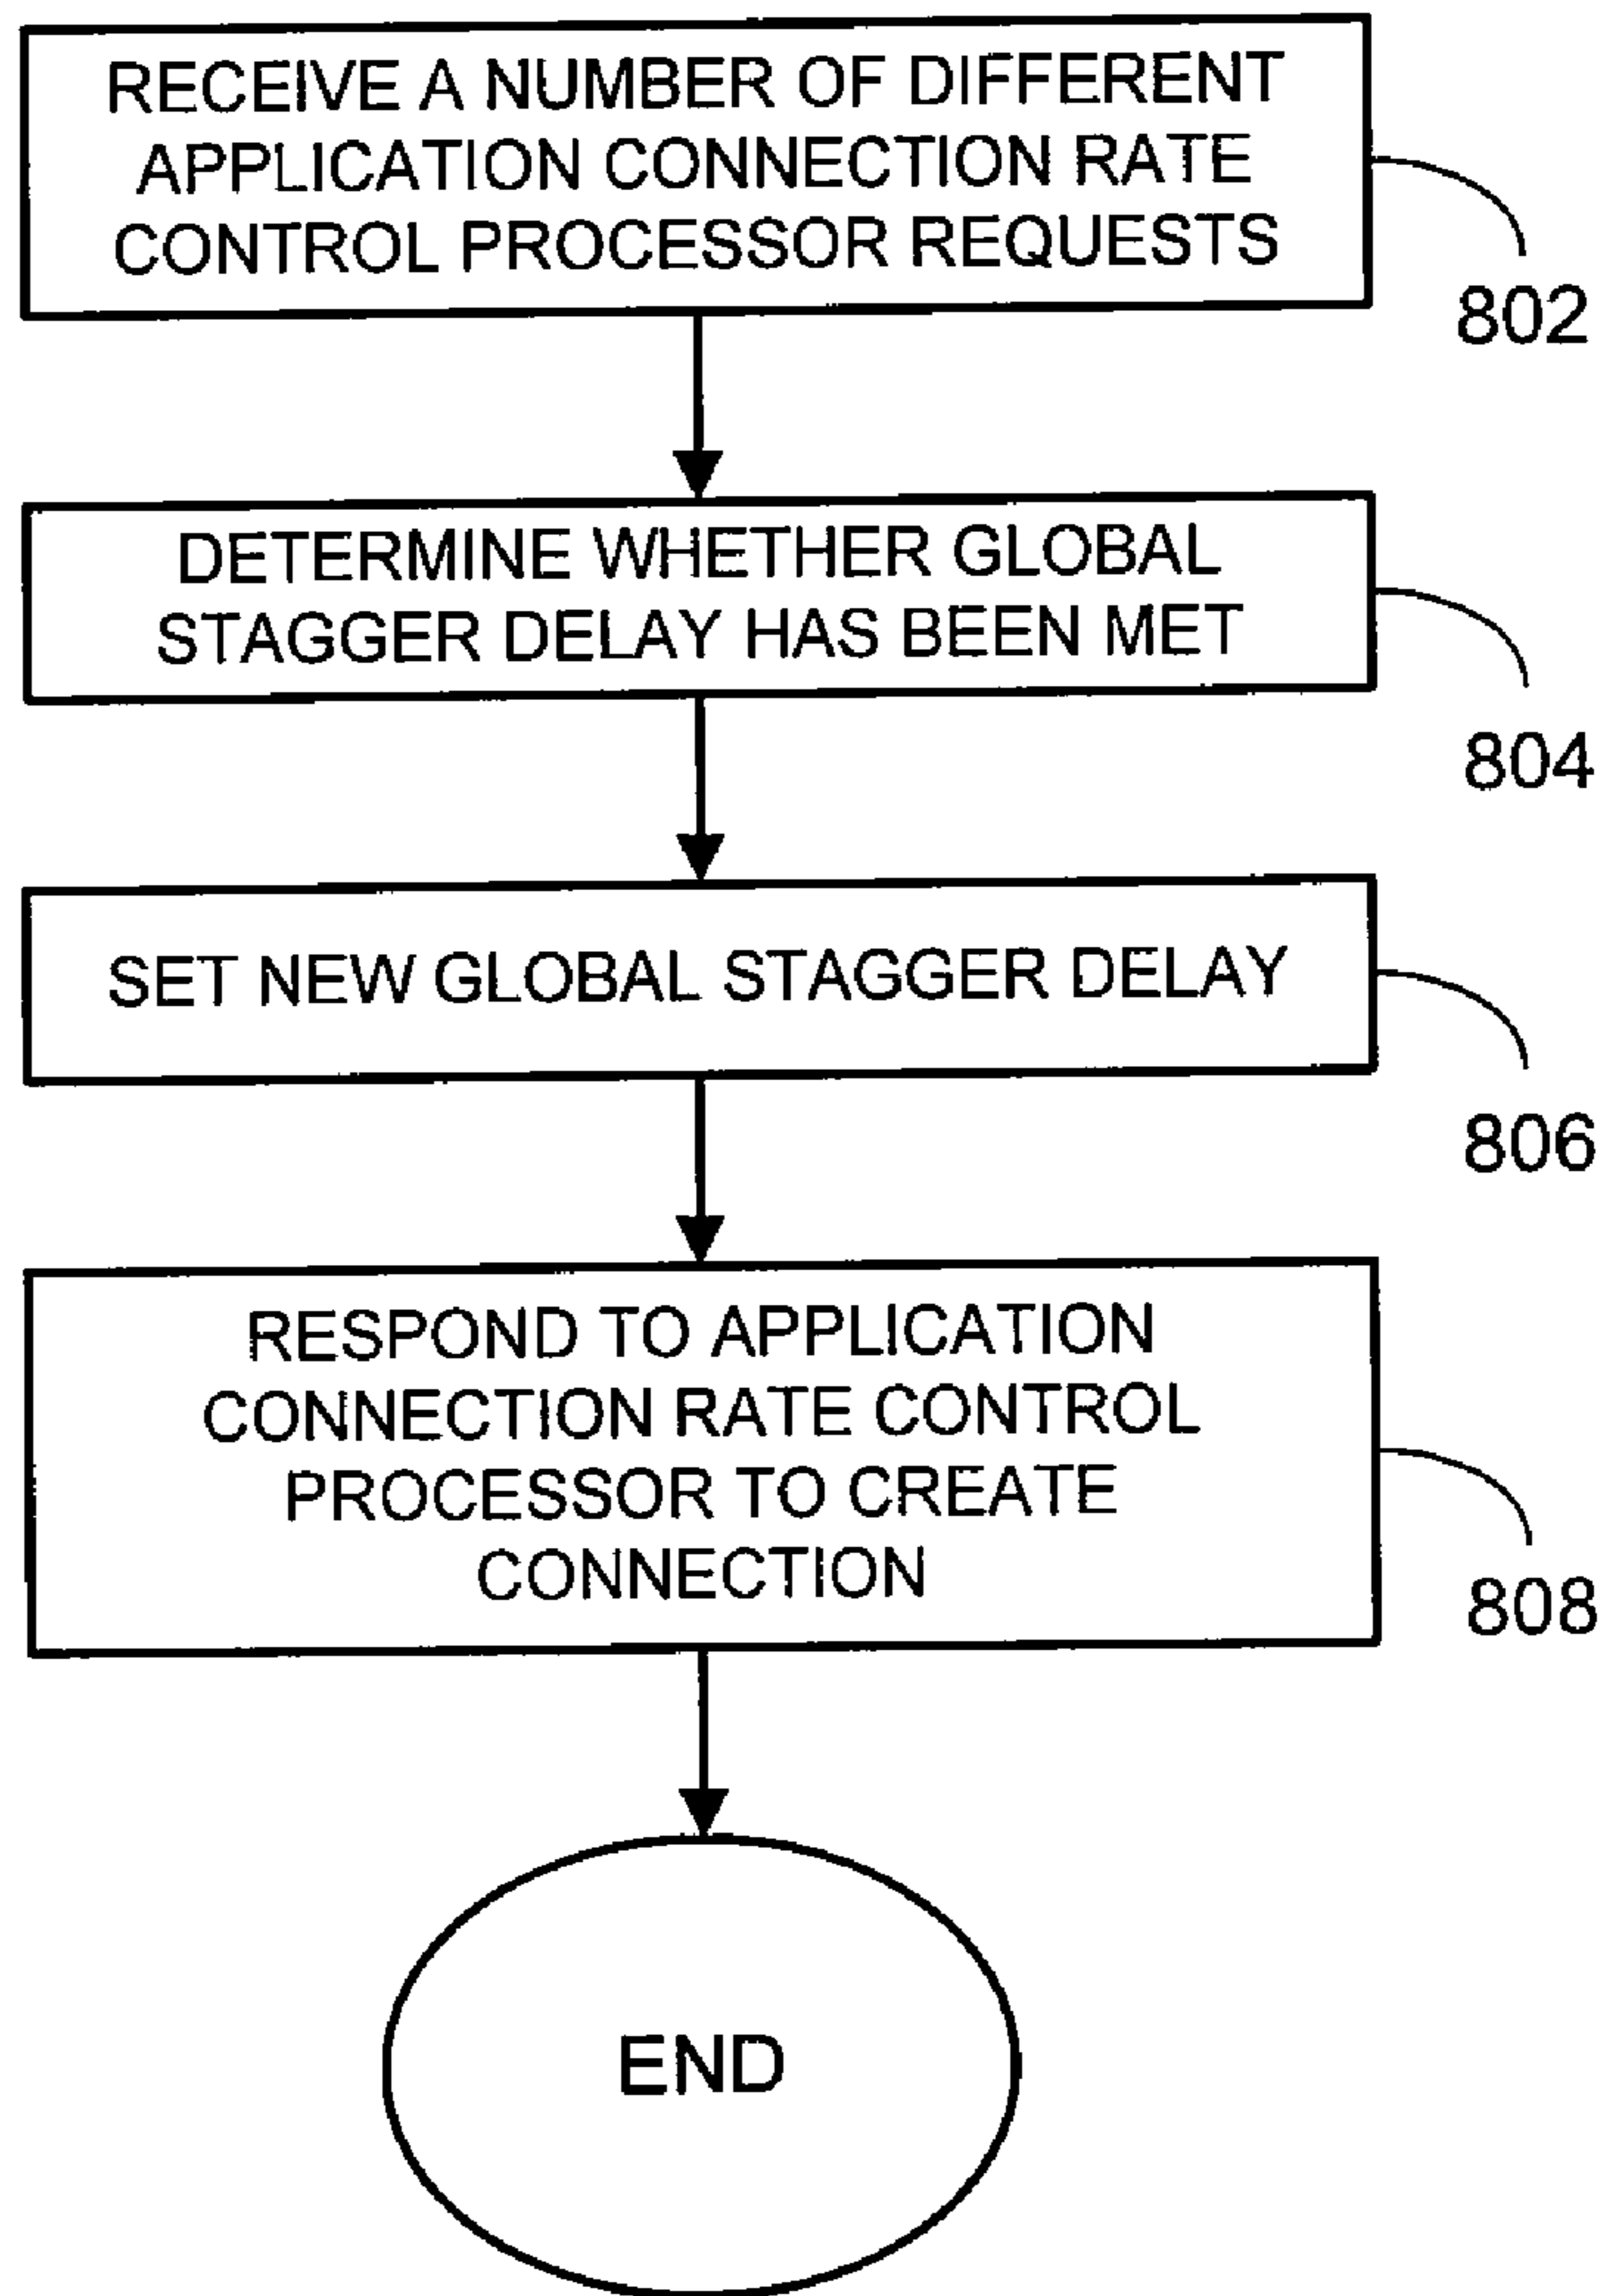 RECEIVE A NUMBER OF DIFFERENT
APPLICATION CONNECTION RATE
CONTROL PROCESSOR REQUESTS
802
DETERMINE WHETHER GLOBAL
STAGGER DELAY HAS BEEN MET
804
SET NEW GLOBAL STAGGER DELAY
806
RESPOND TO APPLICATION
CONNECTION RATE CONTROL
PROCESSOR TO CREATE
CONNECTION
808
END